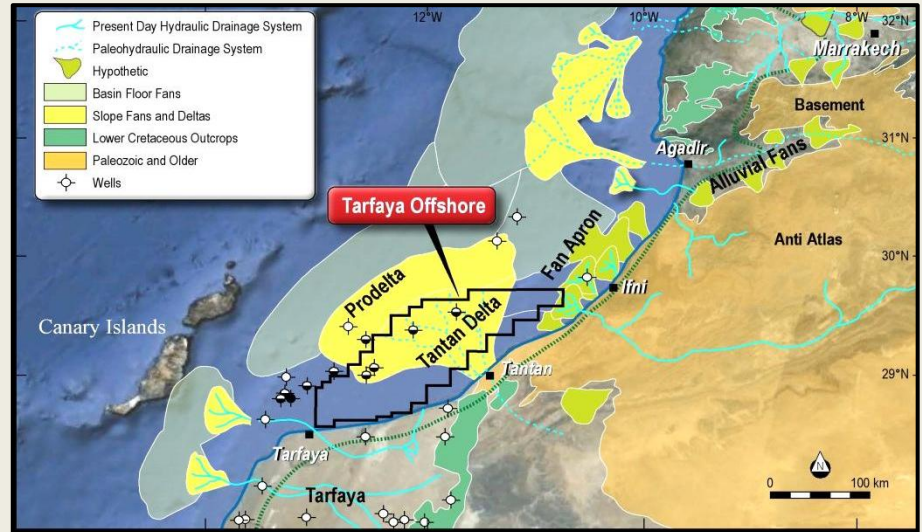 Present Day Hydraulic Drainage System
Paleohydraulic Drainage System
Hypothetic
Basin Floor Fans
Slope Fans and Deltas
Lower Cretaceous Outcrops
Paleozoic and Older
Wells
12°W
10°W
8°W
32°N
Marrakech
Basement
31°N
Agadir
Alluvial Fans
Tarfaya Offshore
Fan Apron
Anti Atlas
30°N
Prodelta
Ifni
Tantan Delta
Canary Islands
Tantan
29°N
Tarfaya
Tarfaya
N
0
100 km